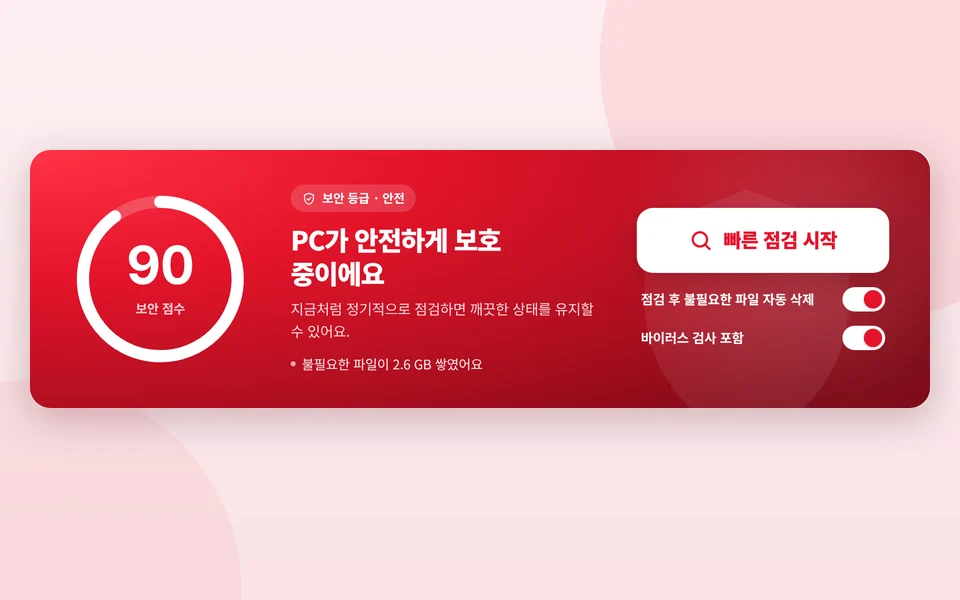 90
보안 점수
보안 등급 · 안전
PC가 안전하게 보호
중이에요
지금처럼 정기적으로 점검하면 깨끗한 상태를 유지할
수 있어요.
불필요한 파일이 2.6 GB 쌓였어요
빠른 점검 시작
점검 후 불필요한 파일 자동 삭제
바이러스 검사 포함